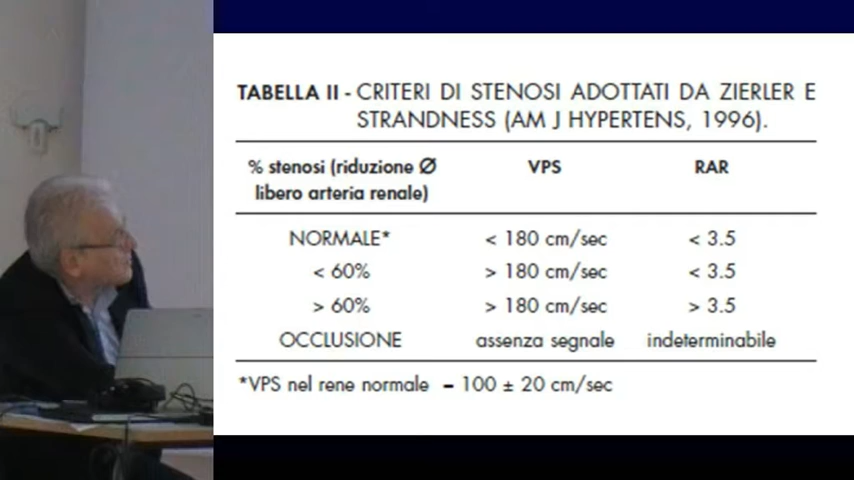 TABELLA II - CRITERI DI STENOSI ADOTTATI DA ZIERLER E
STRANDNESS (AM J HYPERTENS, 1996).
% stenosi (riduzione Ø VPS RAR
libero arteria renale)
NORMALE* < 180 cm/sec < 3.5
< 60% > 180 cm/sec < 3.5
> 60% > 180 cm/sec > 3.5
OCCLUSIONE assenza segnale indeterminabile
*VPS nel rene normale - 100 ± 20 cm/sec